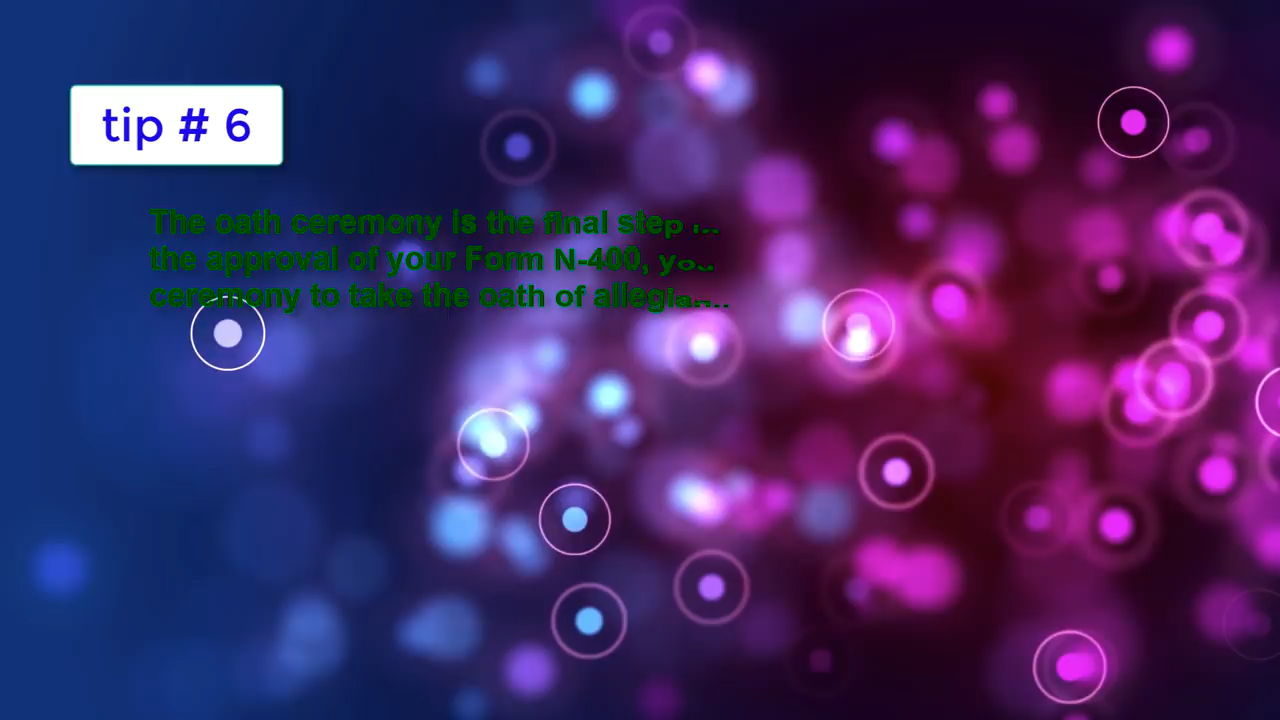 tip # 6
The oath ceremony is the final step
the approval of your Form N-400,
ceremony to take the oath of